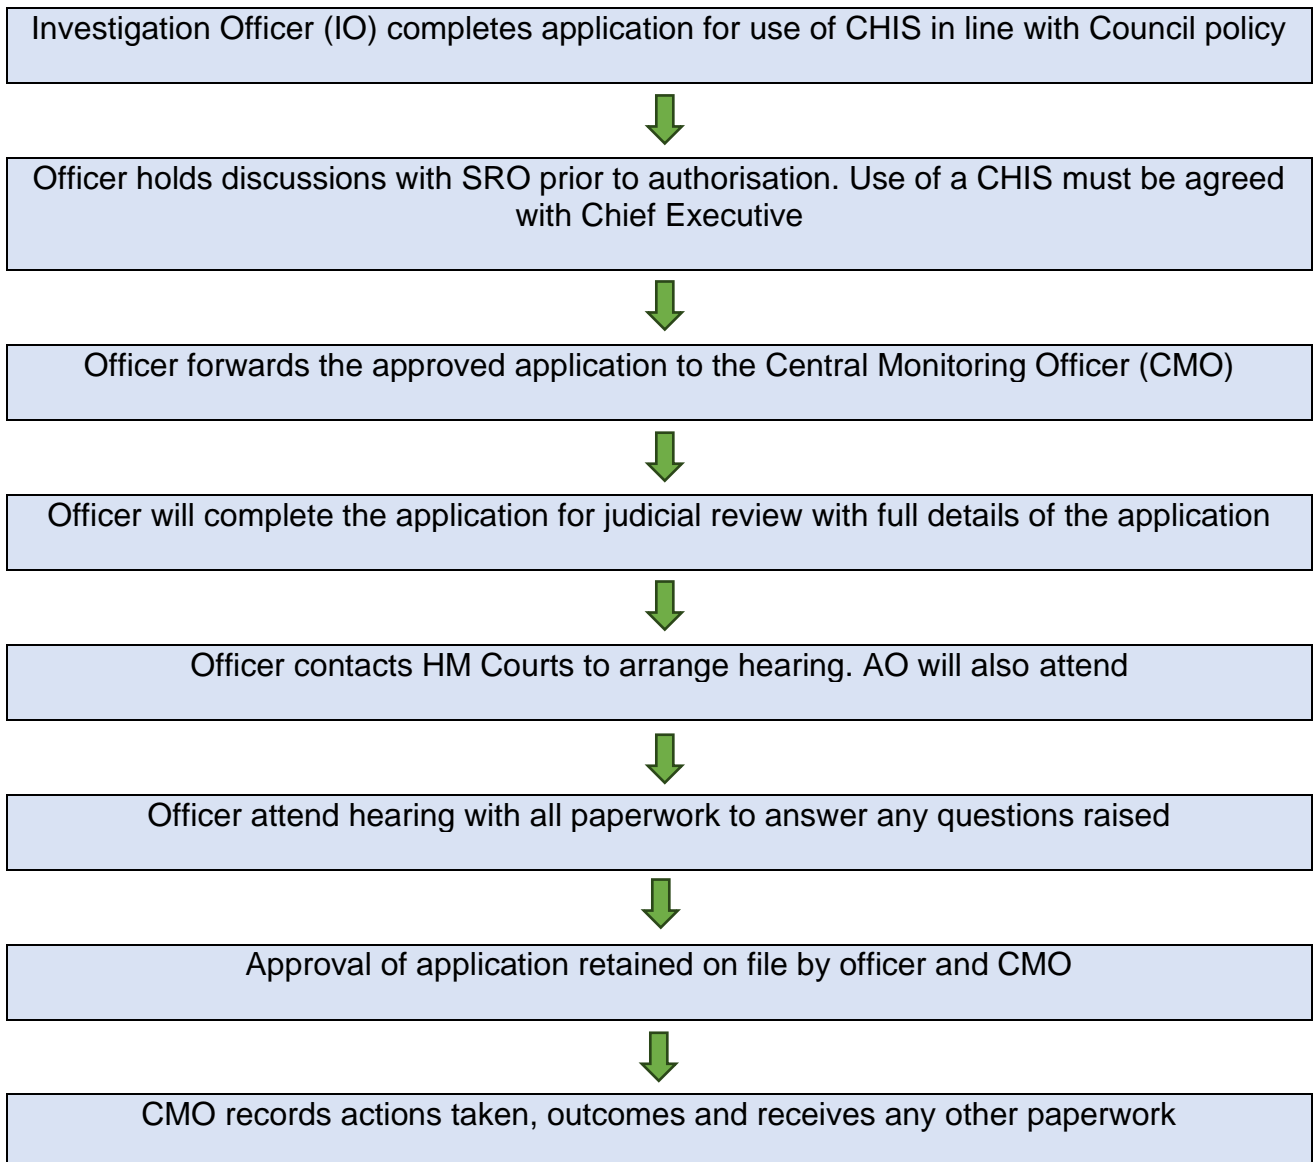 Investigation Officer (IO) completes application for use of CHIS in line with Council policy
Officer holds discussions with SRO prior to authorisation. Use of a CHIS must be agreed
with Chief Executive
Officer forwards the approved application to the Central Monitoring Officer (CMO)
Officer will complete the application for judicial review with full details of the application
Officer contacts HM Courts to arrange hearing. AO will also attend
Officer attend hearing with all paperwork to answer any questions raised
Approval of application retained on file by officer and CMO
CMO records actions taken, outcomes and receives any other paperwork